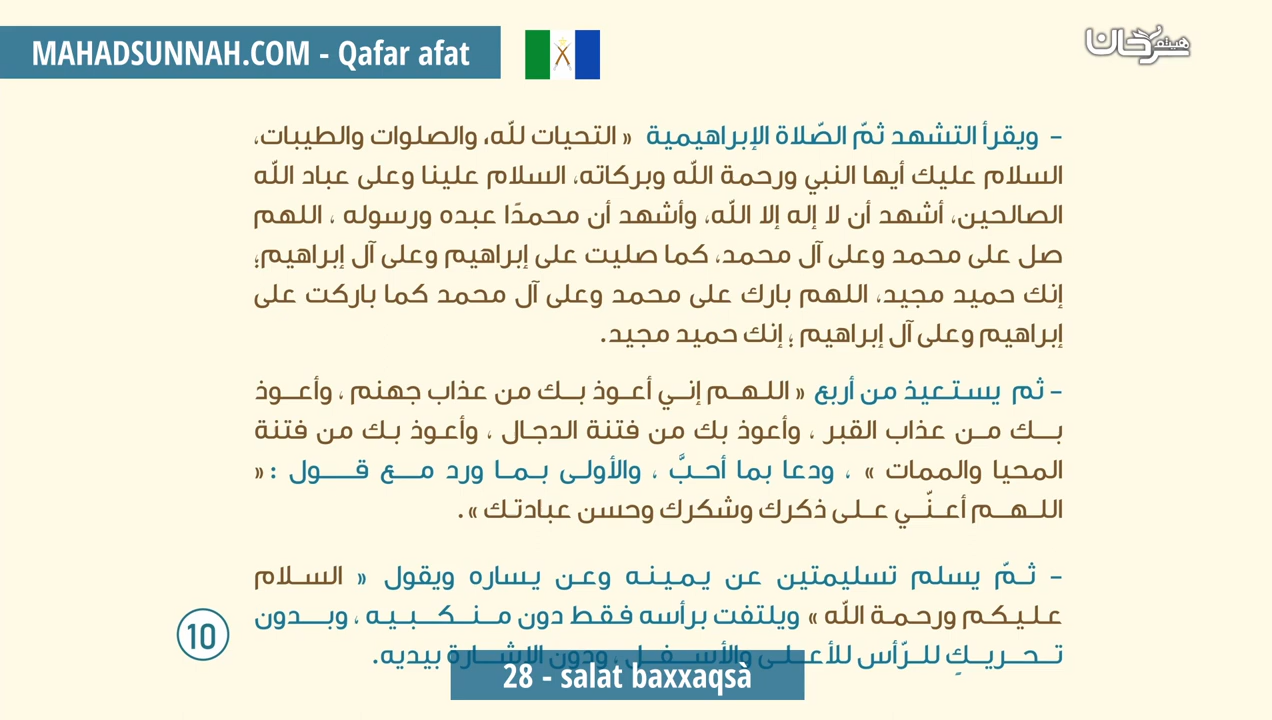 MAHADSUNNAH.COM - Qafar afat
هيثم سرحان
- ويقرأ التشهد ثمّ الصّلاة الإبراهيمية « التحيات للّه، والصلوات والطيبات،
السلام عليك أيها النبي ورحمة اللّه وبركاته، السلام علينا وعلى عباد اللّه
الصالحين، أشهد أن لا إله إلا اللّه، وأشهد أن محمدًا عبده ورسوله ، اللهم
صل على محمد وعلى آل محمد، كما صليت على إبراهيم وعلى آل إبراهيم؛
إنك حميد مجيد، اللهم بارك على محمد وعلى آل محمد كما باركت على
إبراهيم وعلى آل إبراهيم ؛ إنك حميد مجيد.
- ثم يستعيذ من أربع « اللهم إني أعوذ بك من عذاب جهنم ، وأعوذ
بك من عذاب القبر ، وأعوذ بك من فتنة الدجال ، وأعوذ بك من فتنة
المحيا والممات » ، ودعا بما أحبَّ ، والأولى بما ورد مع قول : «
اللهم أعنّي على ذكرك وشكرك وحسن عبادتك » .
- ثمّ يسلم تسليمتين عن يمينه وعن يساره ويقول « السلام
عليكم ورحمة اللّه » ويلتفت برأسه فقط دون منكبيه ، وبدون
تحريكٍ للرّأس للأعلى والأسفل ، ودون الإشارة بيديه.
10
28 - salat baxxaqsà